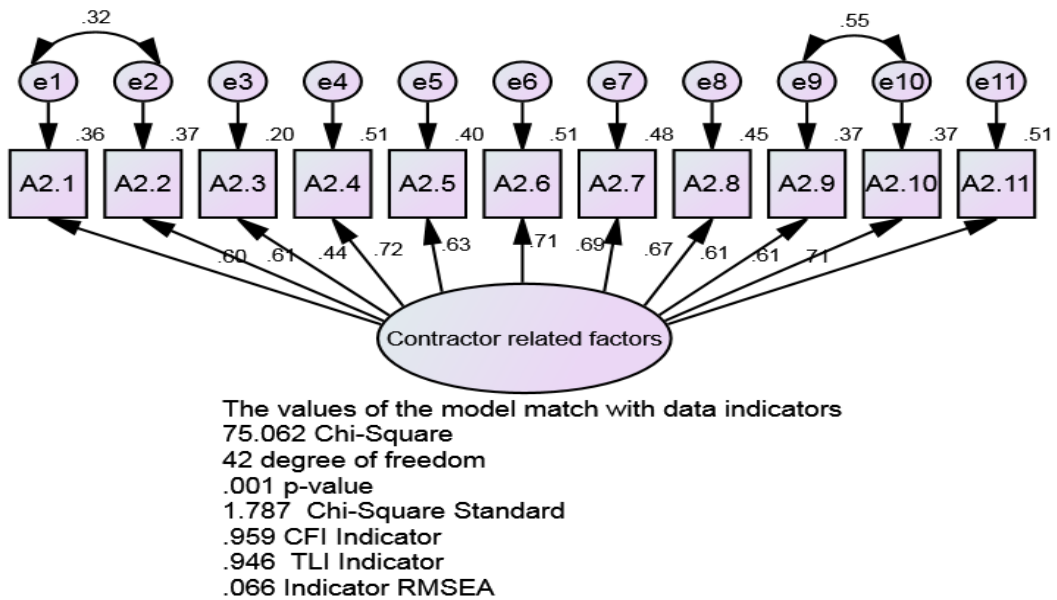 .32 .55
e1 e2 e3 e4 e5 e6 e7 e8 e9 e10 e11
.36 .37 .20 .51 .40 .51 .48 .45 .37 .37 .51
A2.1 A2.2 A2.3 A2.4 A2.5 A2.6 A2.7 A2.8 A2.9 A2.10 A2.11
.60 .61 .44 .72 .63 .71 .69 .67 .61 .61 .71
Contractor related factors
The values of the model match with data indicators
75.062 Chi-Square
42 degree of freedom
.001 p-value
1.787 Chi-Square Standard
.959 CFI Indicator
.946 TLI Indicator
.066 Indicator RMSEA